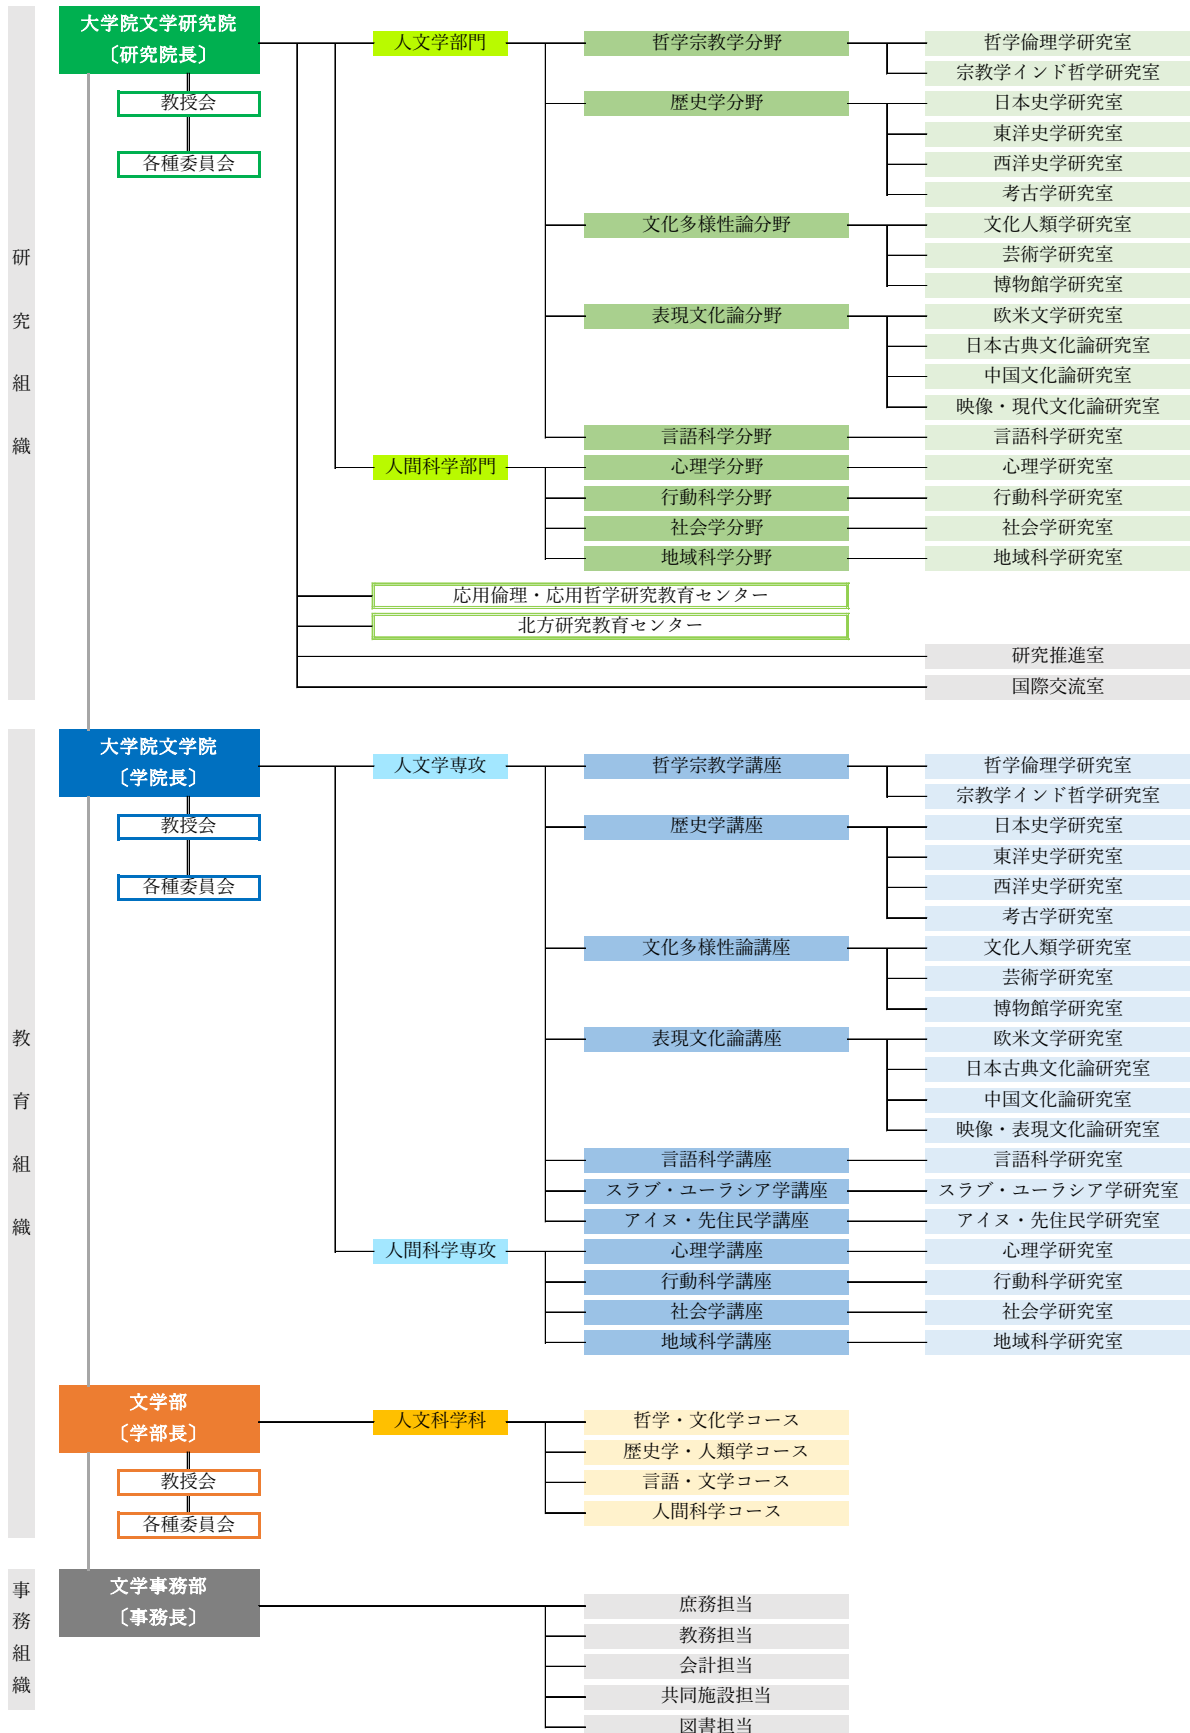 研究組織
大学院文学研究院
〔研究院長〕
教授会
各種委員会
人文学部門
哲学宗教学分野
哲学倫理学研究室
宗教学インド哲学研究室
歴史学分野
日本史学研究室
東洋史学研究室
西洋史学研究室
考古学研究室
文化多様性論分野
文化人類学研究室
芸術学研究室
博物館学研究室
表現文化論分野
欧米文学研究室
日本古典文化論研究室
中国文化論研究室
映像・現代文化論研究室
言語科学分野
言語科学研究室
人間科学部門
心理学分野
心理学研究室
行動科学分野
行動科学研究室
社会学分野
社会学研究室
地域科学分野
地域科学研究室
応用倫理・応用哲学研究教育センター
北方研究教育センター
研究推進室
国際交流室
教育組織
大学院文学院
〔学院長〕
教授会
各種委員会
人文学専攻
哲学宗教学講座
哲学倫理学研究室
宗教学インド哲学研究室
歴史学講座
日本史学研究室
東洋史学研究室
西洋史学研究室
考古学研究室
文化多様性論講座
文化人類学研究室
芸術学研究室
博物館学研究室
表現文化論講座
欧米文学研究室
日本古典文化論研究室
中国文化論研究室
映像・表現文化論研究室
言語科学講座
言語科学研究室
スラブ・ユーラシア学講座
スラブ・ユーラシア学研究室
アイヌ・先住民学講座
アイヌ・先住民学研究室
人間科学専攻
心理学講座
心理学研究室
行動科学講座
行動科学研究室
社会学講座
社会学研究室
地域科学講座
地域科学研究室
文学部
〔学部長〕
教授会
各種委員会
人文科学科
哲学・文化学コース
歴史学・人類学コース
言語・文学コース
人間科学コース
事務組織
文学事務部
〔事務長〕
庶務担当
教務担当
会計担当
共同施設担当
図書担当